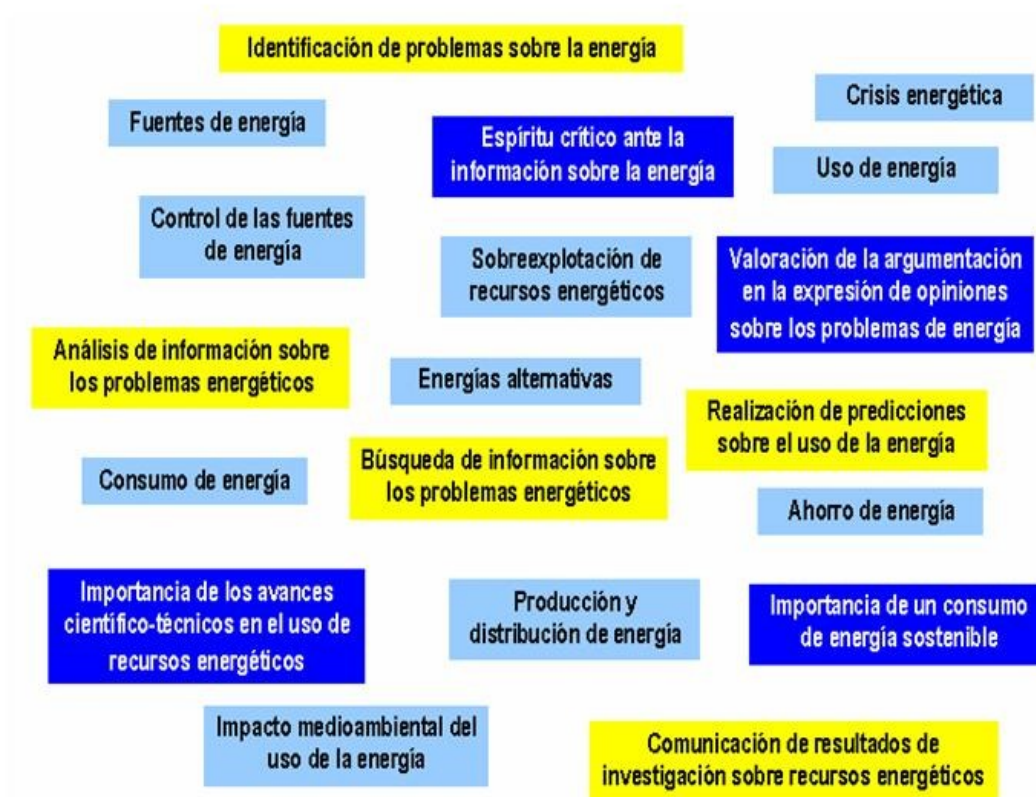 Identificación de problemas sobre la energía
Crisis energética
Fuentes de energía
Espíritu crítico ante la
información sobre la energía
Uso de energía
Control de las fuentes
de energía
Sobreexplotación de
recursos energéticos
Valoración de la argumentación
en la expresión de opiniones
sobre los problemas de energía
Análisis de información sobre
los problemas energéticos
Energías alternativas
Realización de predicciones
sobre el uso de la energía
Búsqueda de información sobre
los problemas energéticos
Consumo de energía
Ahorro de energía
Importancia de los avances
científico-técnicos en el uso de
recursos energéticos
Producción y
distribución de energía
Importancia de un consumo
de energía sostenible
Impacto medioambiental del
uso de la energía
Comunicación de resultados de
investigación sobre recursos energéticos